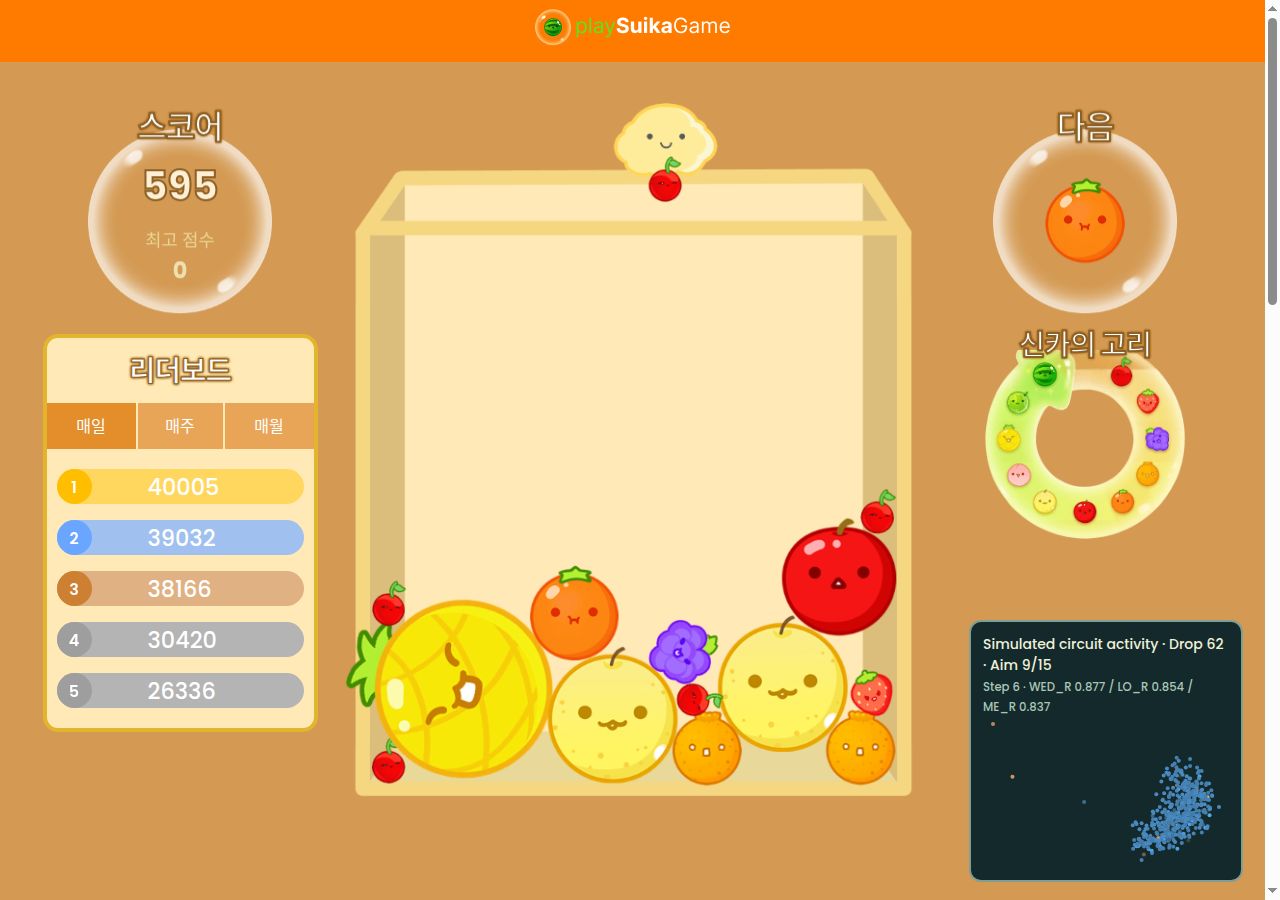 playSuikaGame
스코어
595
최고 점수
0
다음
신카의 고리
리더보드
매일 매주 매월
1 40005
2 39032
3 38166
4 30420
5 26336
Simulated circuit activity · Drop 62
· Aim 9/15
Step 6 · WED_R 0.877 / LO_R 0.854 /
ME_R 0.837